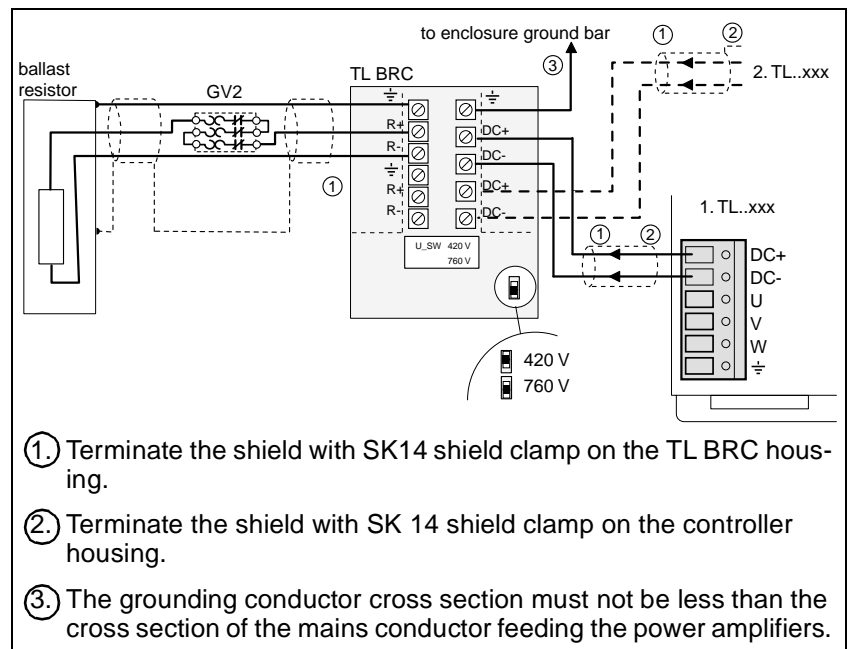 to enclosure ground bar
1 2
3
ballast
resistor
GV2
TL BRC
2. TL..xxx
R+
R-
R+
R-
DC+
DC-
DC+
DC-
1
U_SW 420 V
760 V
1. TL..xxx
1 2
DC+
DC-
U
V
W
420 V
760 V
1. Terminate the shield with SK14 shield clamp on the TL BRC hous-
ing.
2. Terminate the shield with SK 14 shield clamp on the controller
housing.
3. The grounding conductor cross section must not be less than the
cross section of the mains conductor feeding the power amplifiers.